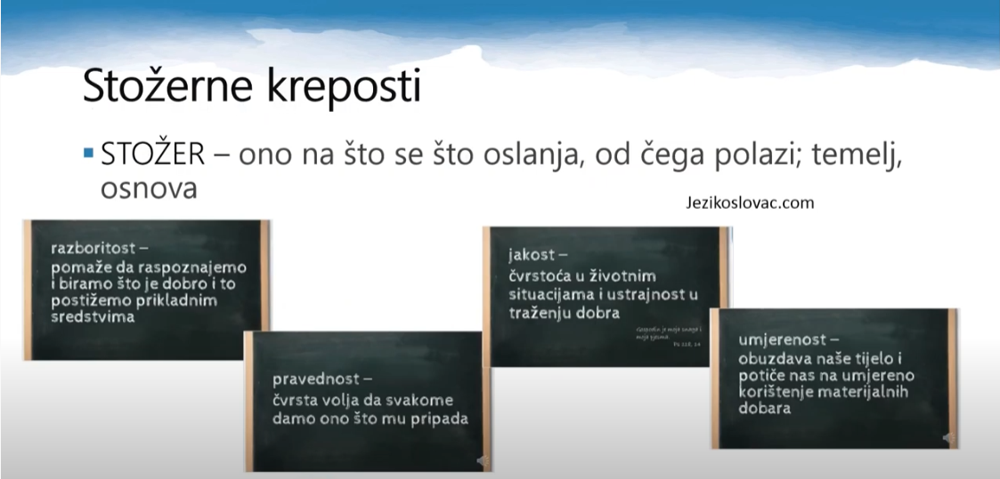 Stožerne kreposti
STOŽER – ono na što se što oslanja, od čega polazi; temelj,
osnova
Jezikoslovac.com
razboritost –
pomaže da raspoznajemo
i biramo što je dobro i to
postižemo prikladnim
sredstvima
pravednost –
čvrsta volja da svakome
damo ono što mu pripada
jakost –
čvrstoća u životnim
situacijama i ustrajnost u
traženju dobra
Gospodin je moja snaga i
moja pjesma.
umjerenost –
obuzdava naše tijelo i
potiče nas na umjereno
korištenje materijalnih
dobara